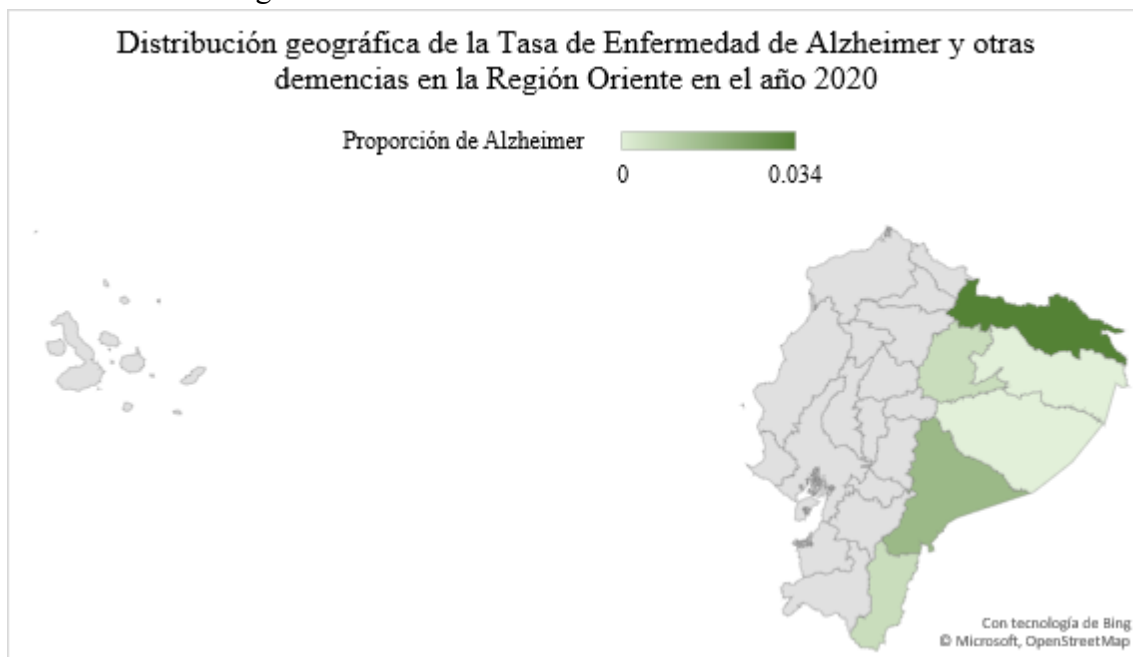 Distribución geográfica de la Tasa de Enfermedad de Alzheimer y otras
demencias en la Región Oriente en el año 2020
Proporción de Alzheimer
0 0.034
Con tecnología de Bing
© Microsoft, OpenStreetMap